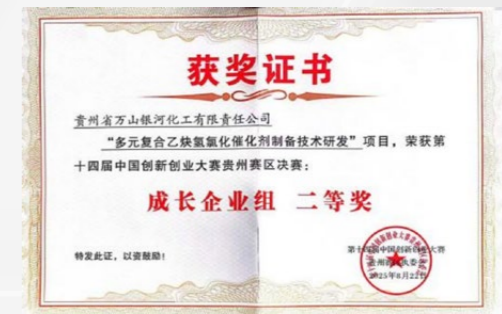 获奖证书
贵州省万山银河化工有限责任公司
“多元复合乙炔氢氯化催化剂制备技术研发”项目，荣获第
十四届中国创新创业大赛贵州赛区决赛：
成长企业组 二等奖
特发此证，以资鼓励！
第十四届中国创新创业大赛
2025年8月22日